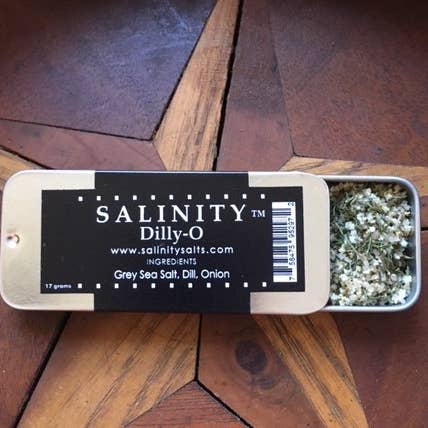 SALINITY™
Dilly-O
www.salinitysalts.com
INGREDIENTS
Grey Sea Salt, Dill, Onion
17 grams